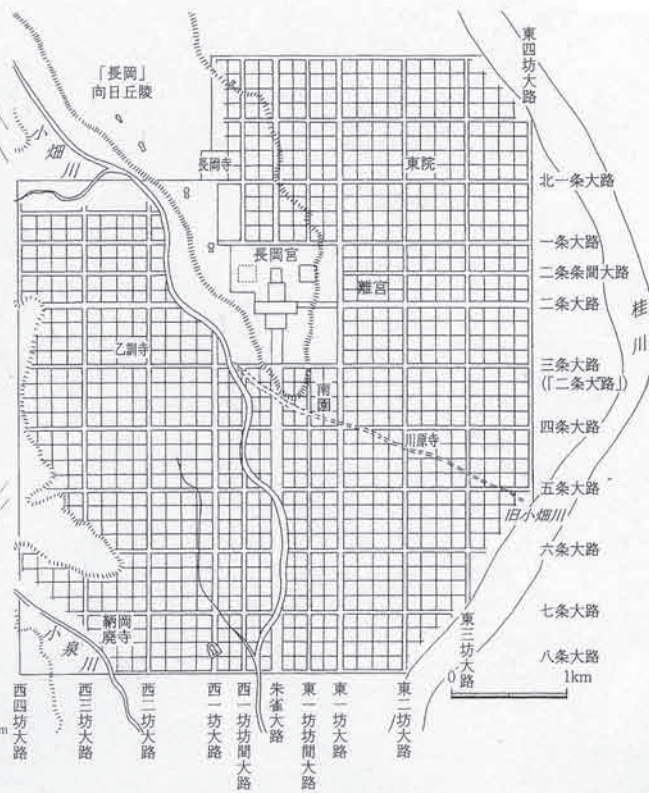 「長岡」
向日丘陵
小畑川
長岡寺
東院
東四坊大路
北一条大路
一条大路
長岡宮
二条条間大路
離宮
二条大路
桂川
乙訓寺
三条大路
(「二条大路」)
南園
四条大路
川原寺
五条大路
旧小畑川
六条大路
七条大路
納岡廃寺
小泉川
東三坊大路
八条大路
0 1km
西四坊大路
西三坊大路
西二坊大路
西一坊大路
西一坊坊間大路
朱雀大路
東一坊坊間大路
東一坊大路
東二坊大路
m